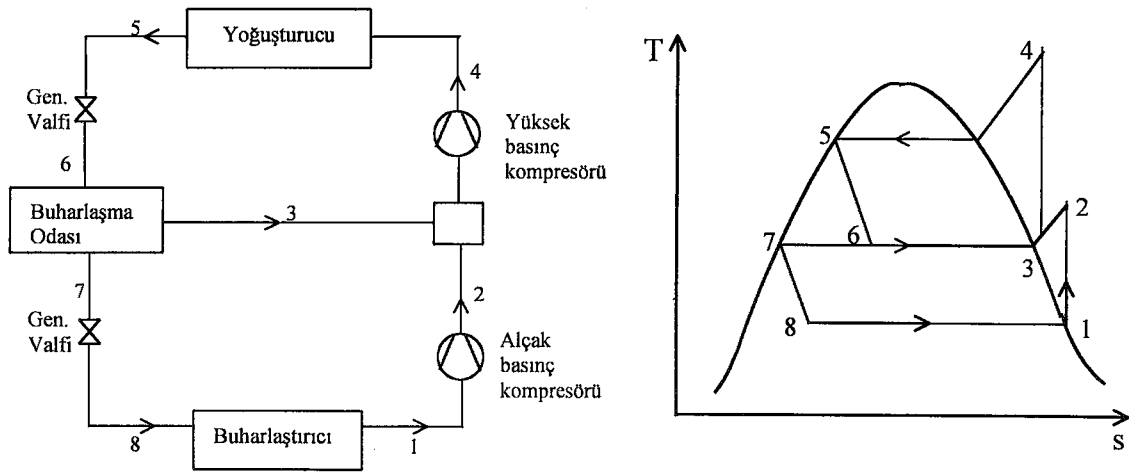 5
Yoğuşturucu
4
Gen.
Valfi
Yüksek
basınç
kompresörü
6
Buharlaşma
Odası
3
7
2
Gen.
Valfi
Alçak
basınç
kompresörü
8
Buharlaştırıcı
1
T
4
5
2
7
6
3
8
1
s